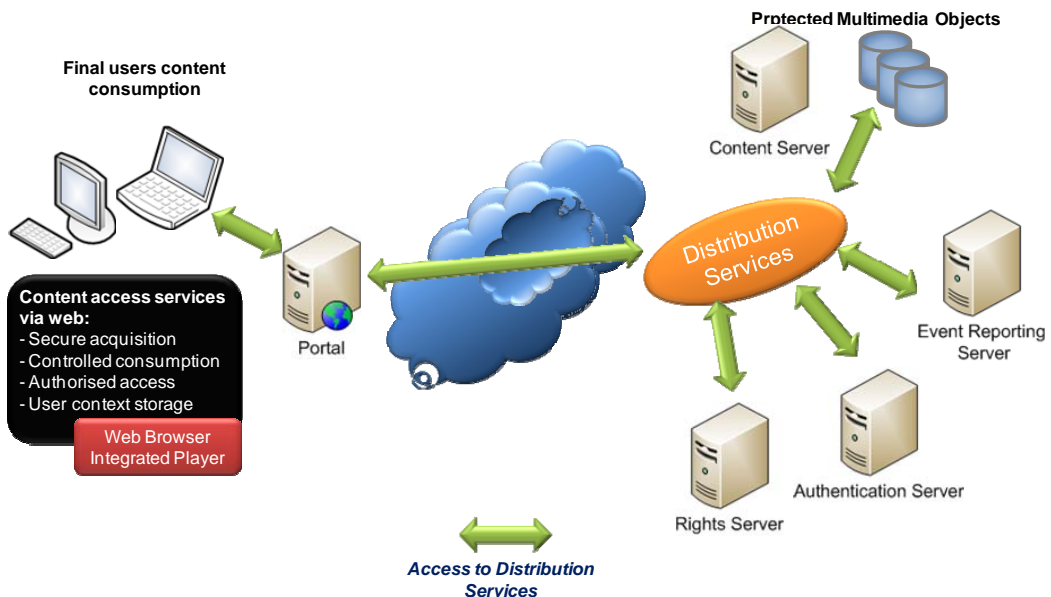 Protected Multimedia Objects
Final users content
consumption
Content Server
Distribution
Services
Content access services
via web:
- Secure acquisition
- Controlled consumption
- Authorised access
- User context storage
Web Browser
Integrated Player
Portal
Event Reporting
Server
Authentication Server
Rights Server
Access to Distribution
Services